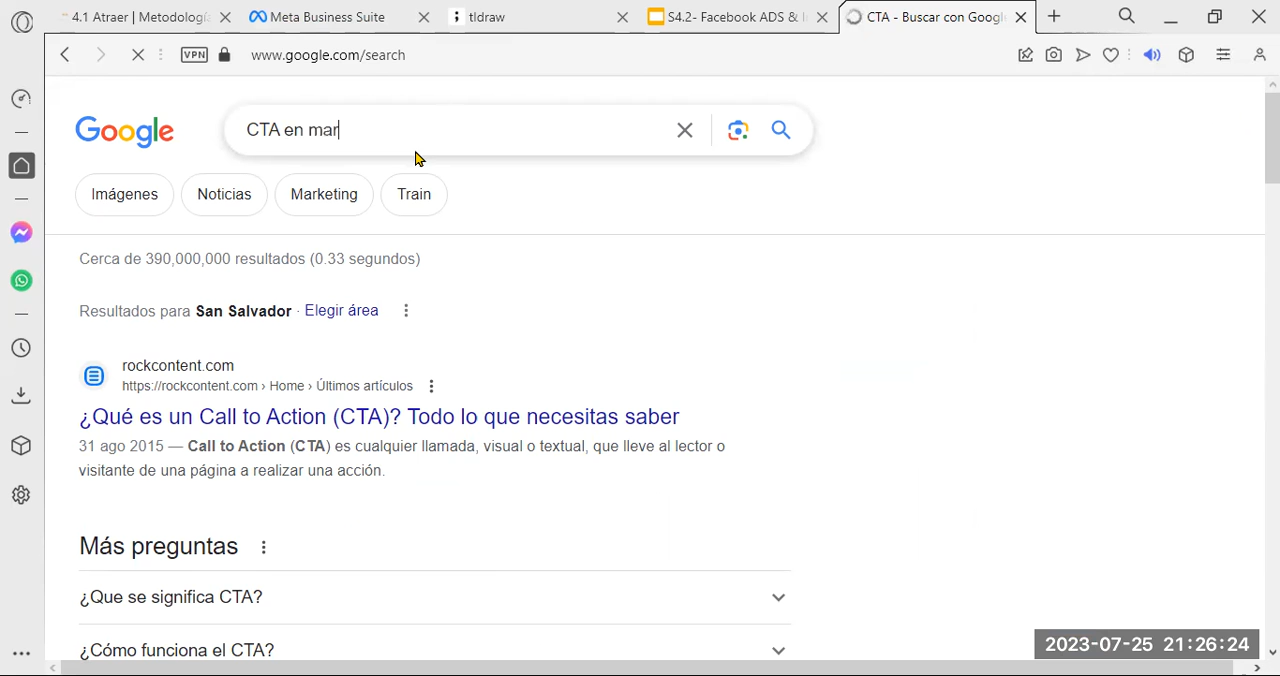 4.1 Atraer | Metodología
Meta Business Suite
tldraw
S4.2- Facebook ADS & I
CTA - Buscar con Google
VPN
www.google.com/search
Google
CTA en mar
Imágenes
Noticias
Marketing
Train
Cerca de 390,000,000 resultados (0.33 segundos)
Resultados para San Salvador · Elegir área
rockcontent.com
https://rockcontent.com › Home › Últimos artículos
¿Qué es un Call to Action (CTA)? Todo lo que necesitas saber
31 ago 2015 — Call to Action (CTA) es cualquier llamada, visual o textual, que lleve al lector o
visitante de una página a realizar una acción.
Más preguntas
¿Que se significa CTA?
¿Cómo funciona el CTA?
2023-07-25 21:26:24